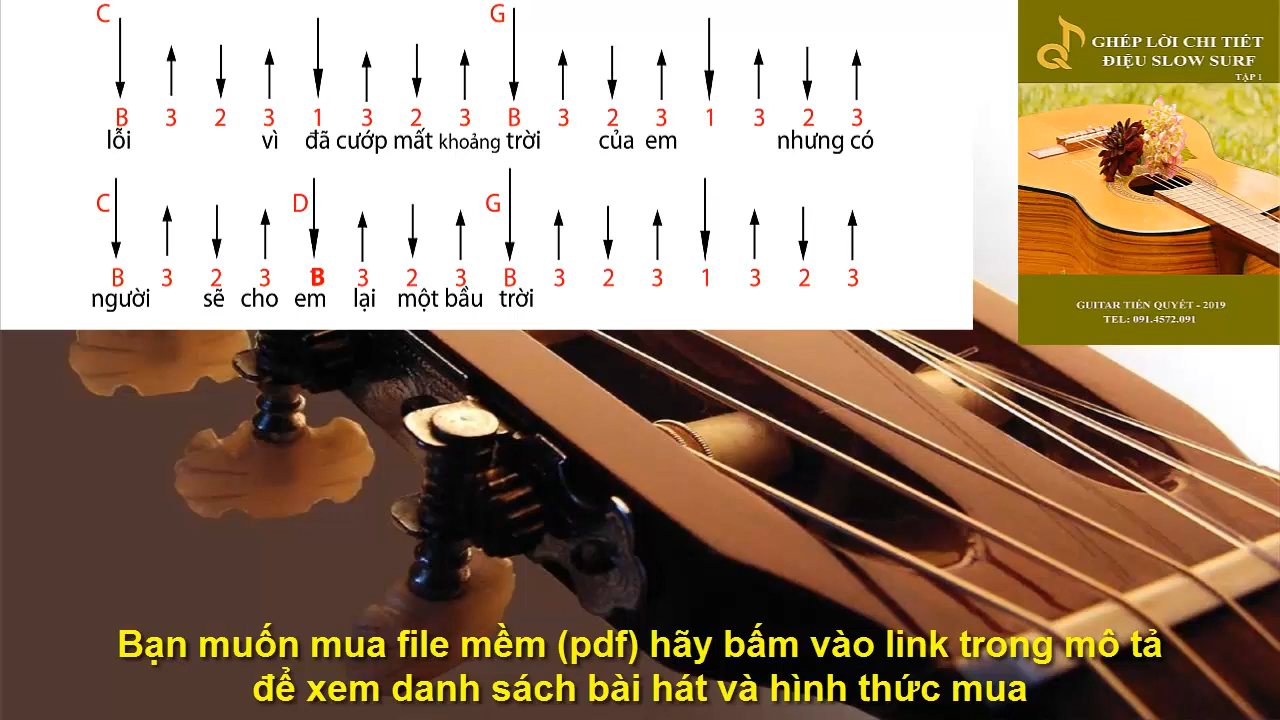 C G
B 3 2 3 1 3 2 3 B 3 2 3 1 3 2 3
lỗi vì đã cướp mất khoảng trời của em nhưng có
C D G
B 3 2 3 B 3 2 3 B 3 2 3 1 3 2 3
người sẽ cho em lại một bầu trời
GHÉP LỜI CHI TIẾT
ĐIỆU SLOW SURF
TẬP 1
GUITAR TIẾN QUYẾT - 2019
TEL: 091.4572.091
Bạn muốn mua file mềm (pdf) hãy bấm vào link trong mô tả
để xem danh sách bài hát và hình thức mua